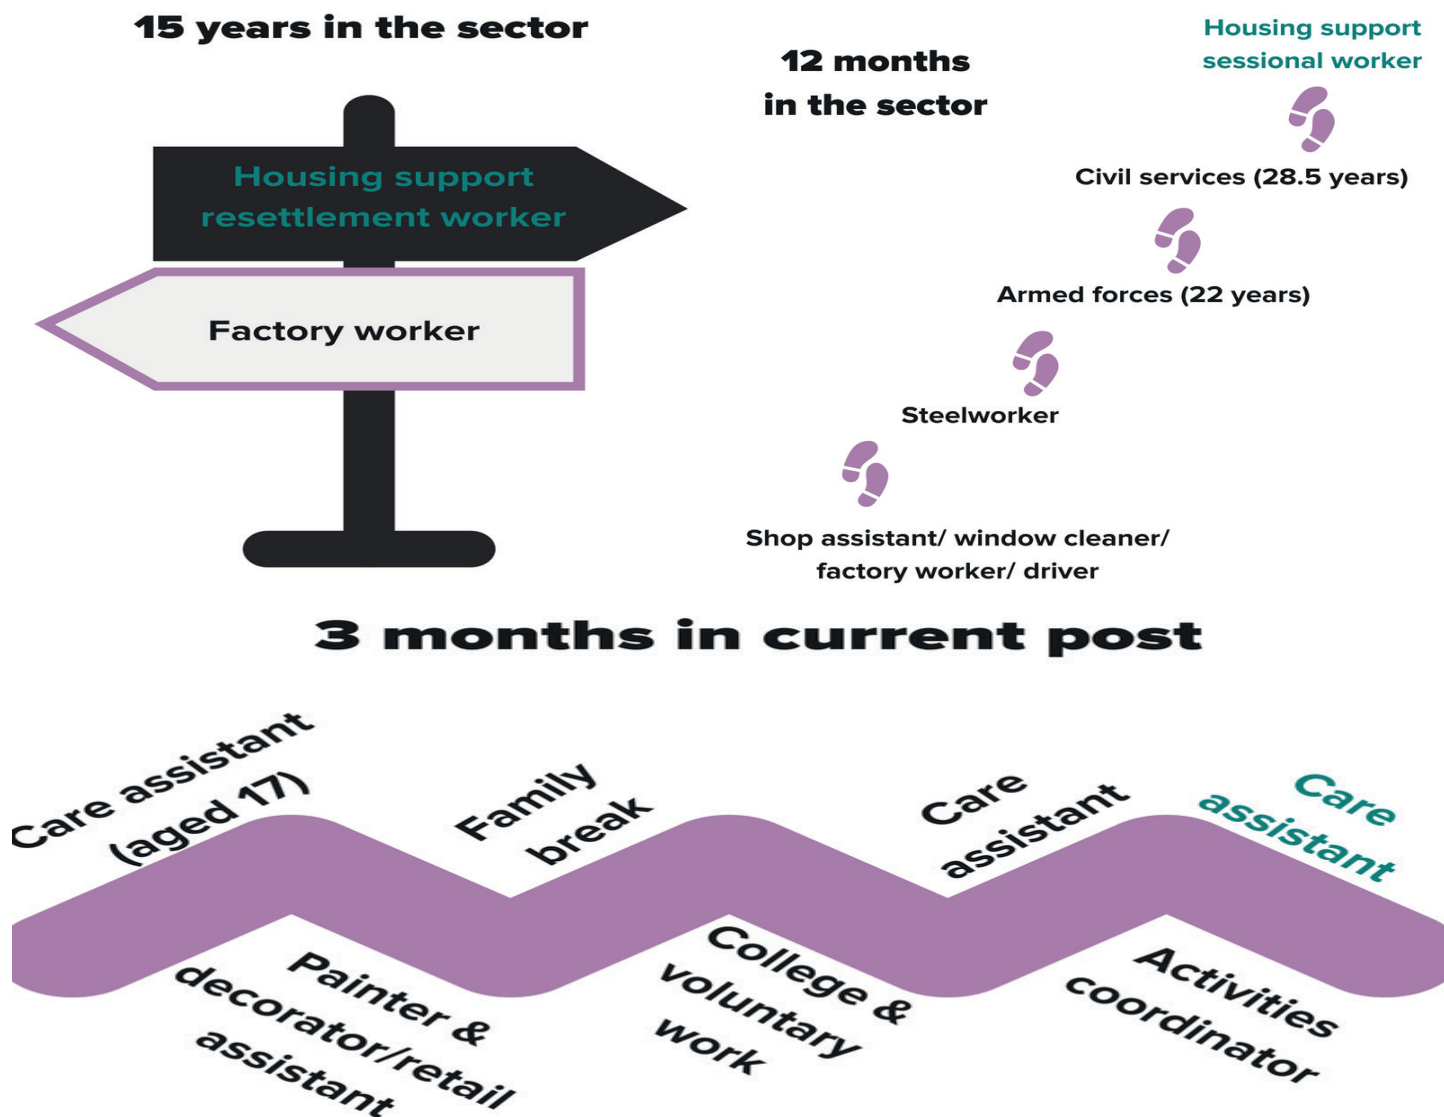 15 years in the sector
Housing support
resettlement worker
Factory worker
12 months
in the sector
Housing support
sessional worker
Civil services (28.5 years)
Armed forces (22 years)
Steelworker
Shop assistant/ window cleaner/
factory worker/ driver
3 months in current post
Care assistant
(aged 17)
Painter &
decorator/retail
assistant
Family
break
College &
voluntary
work
Care
assistant
Activities
coordinator
Care
assistant